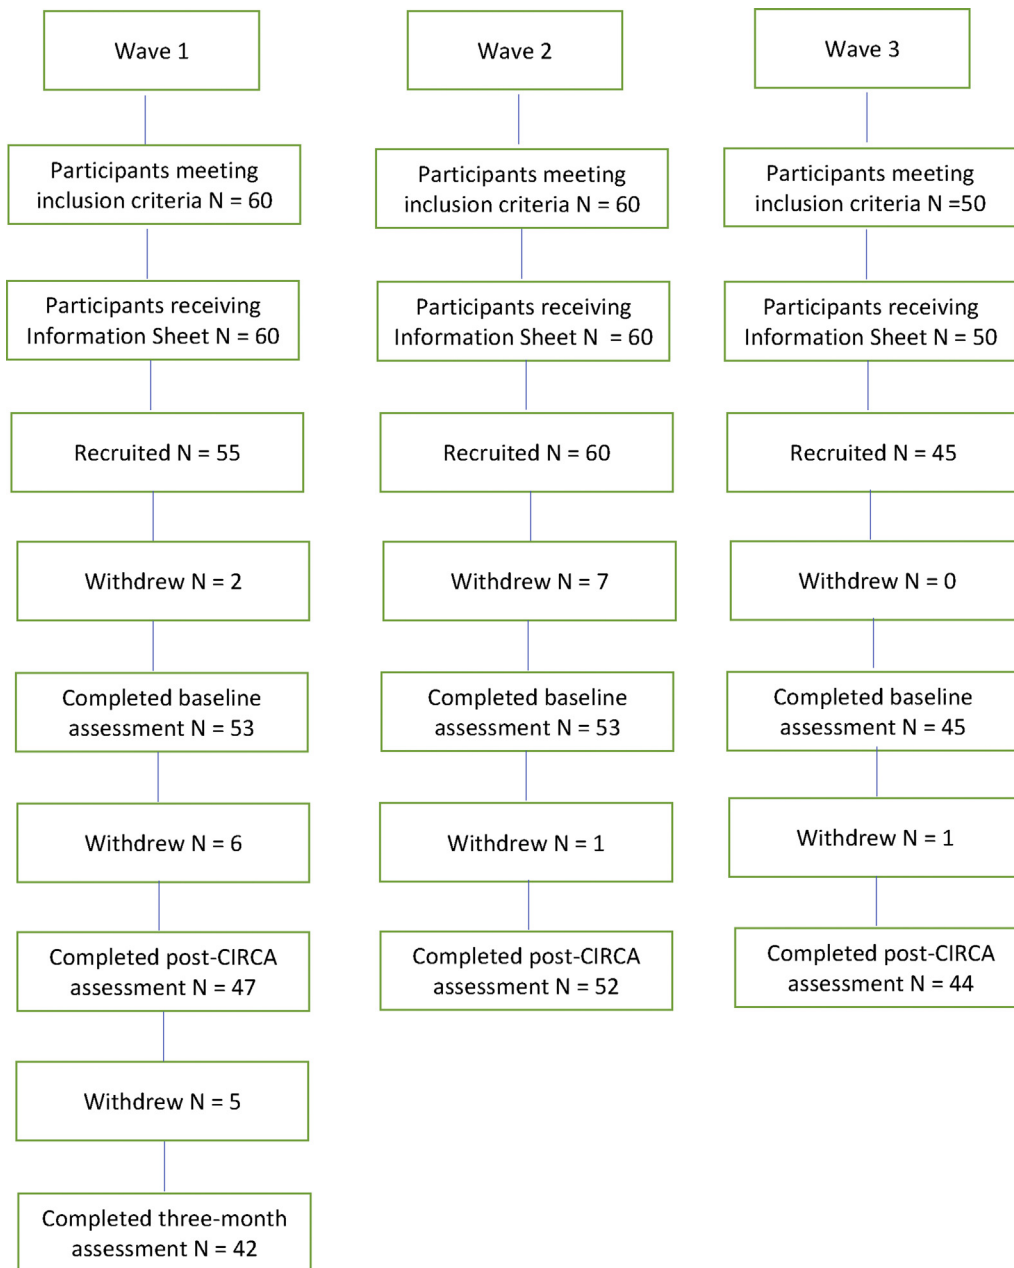 Wave 1
Participants meeting
inclusion criteria N = 60
Participants receiving
Information Sheet N = 60
Recruited N = 55
Withdrew N = 2
Completed baseline
assessment N = 53
Withdrew N = 6
Completed post-CIRCA
assessment N = 47
Withdrew N = 5
Completed three-month
assessment N = 42
Wave 2
Participants meeting
inclusion criteria N = 60
Participants receiving
Information Sheet N = 60
Recruited N = 60
Withdrew N = 7
Completed baseline
assessment N = 53
Withdrew N = 1
Completed post-CIRCA
assessment N = 52
Wave 3
Participants meeting
inclusion criteria N =50
Participants receiving
Information Sheet N = 50
Recruited N = 45
Withdrew N = 0
Completed baseline
assessment N = 45
Withdrew N = 1
Completed post-CIRCA
assessment N = 44